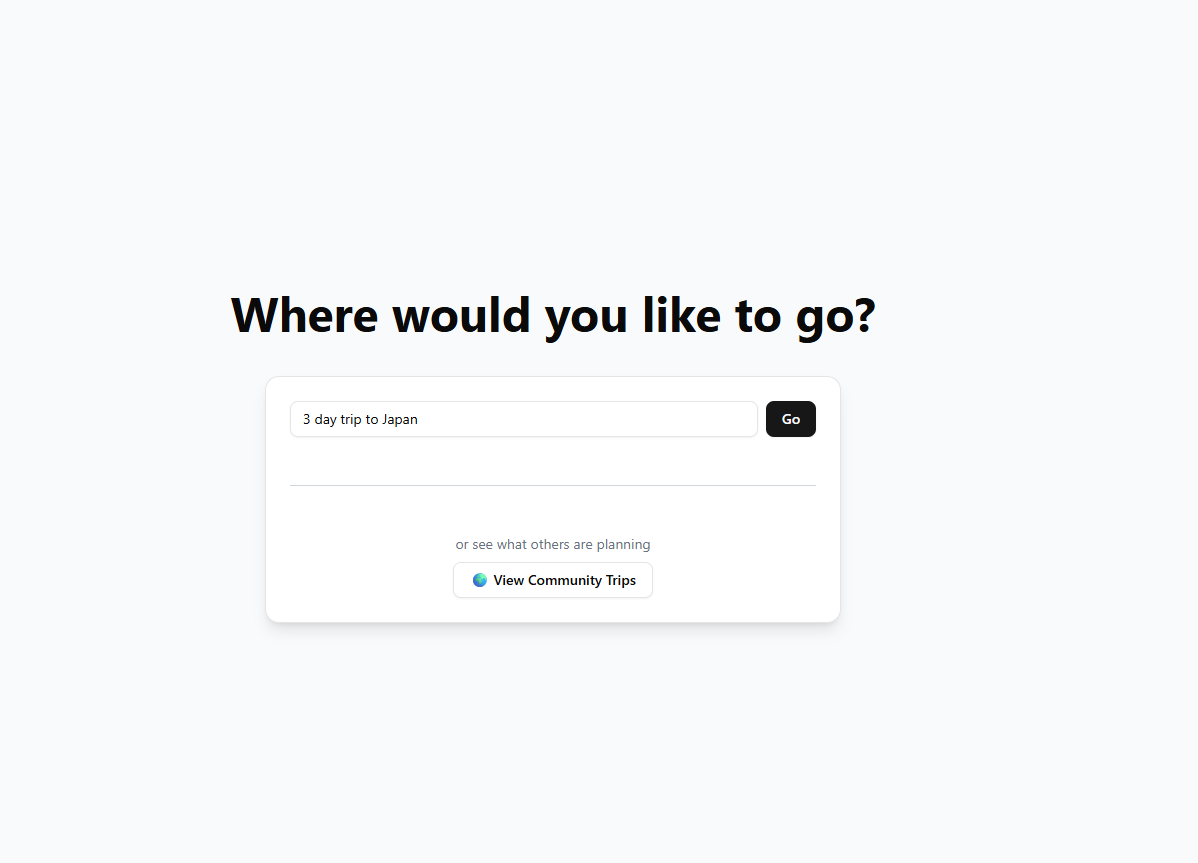 Where would you like to go?
3 day trip to Japan
Go
or see what others are planning
View Community Trips